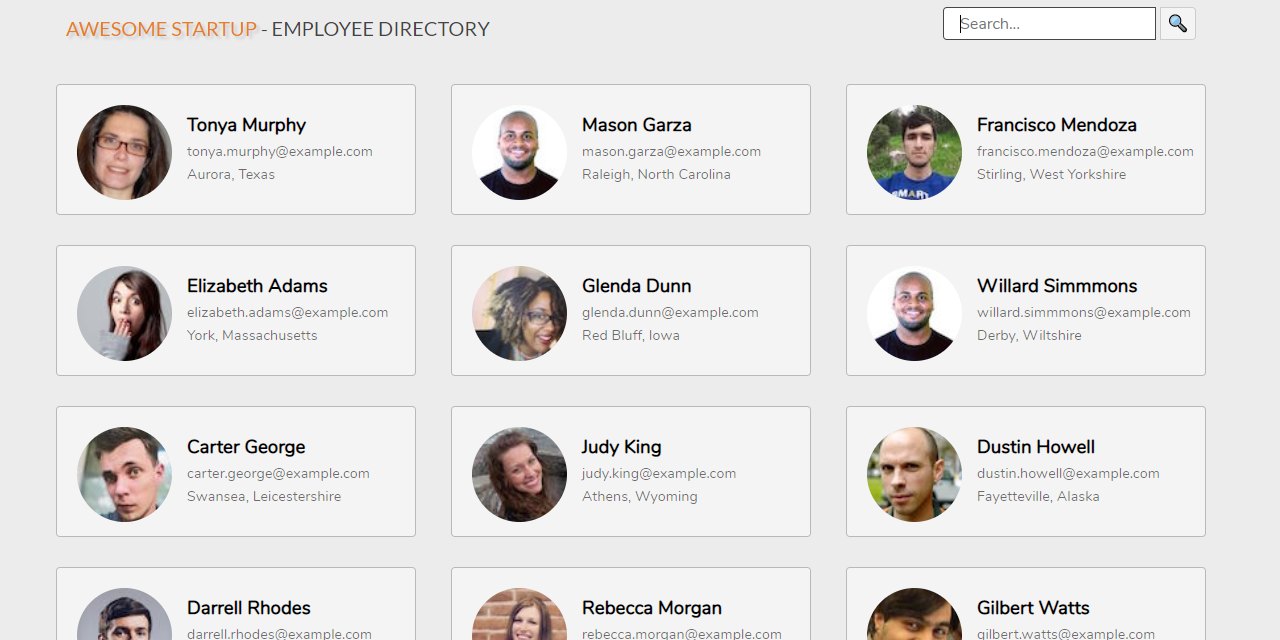 AWESOME STARTUP - EMPLOYEE DIRECTORY
Search...
Tonya Murphy
tonya.murphy@example.com
Aurora, Texas
Mason Garza
mason.garza@example.com
Raleigh, North Carolina
Francisco Mendoza
francisco.mendoza@example.com
Stirling, West Yorkshire
SMART
Elizabeth Adams
elizabeth.adams@example.com
York, Massachusetts
Glenda Dunn
glenda.dunn@example.com
Red Bluff, Iowa
Willard Simmmons
willard.simmmons@example.com
Derby, Wiltshire
Carter George
carter.george@example.com
Swansea, Leicestershire
Judy King
judy.king@example.com
Athens, Wyoming
Dustin Howell
dustin.howell@example.com
Fayetteville, Alaska
Darrell Rhodes
darrell.rhodes@example.com
Rebecca Morgan
rebecca.morgan@example.com
Gilbert Watts
gilbert.watts@example.com